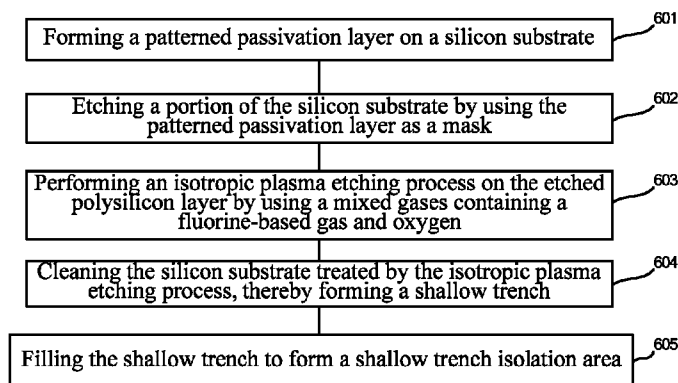 Forming a patterned passivation layer on a silicon substrate
601
Etching a portion of the silicon substrate by using the
patterned passivation layer as a mask
602
Performing an isotropic plasma etching process on the etched
polysilicon layer by using a mixed gases containing a
fluorine-based gas and oxygen
603
Cleaning the silicon substrate treated by the isotropic plasma
etching process, thereby forming a shallow trench
604
Filling the shallow trench to form a shallow trench isolation area
605